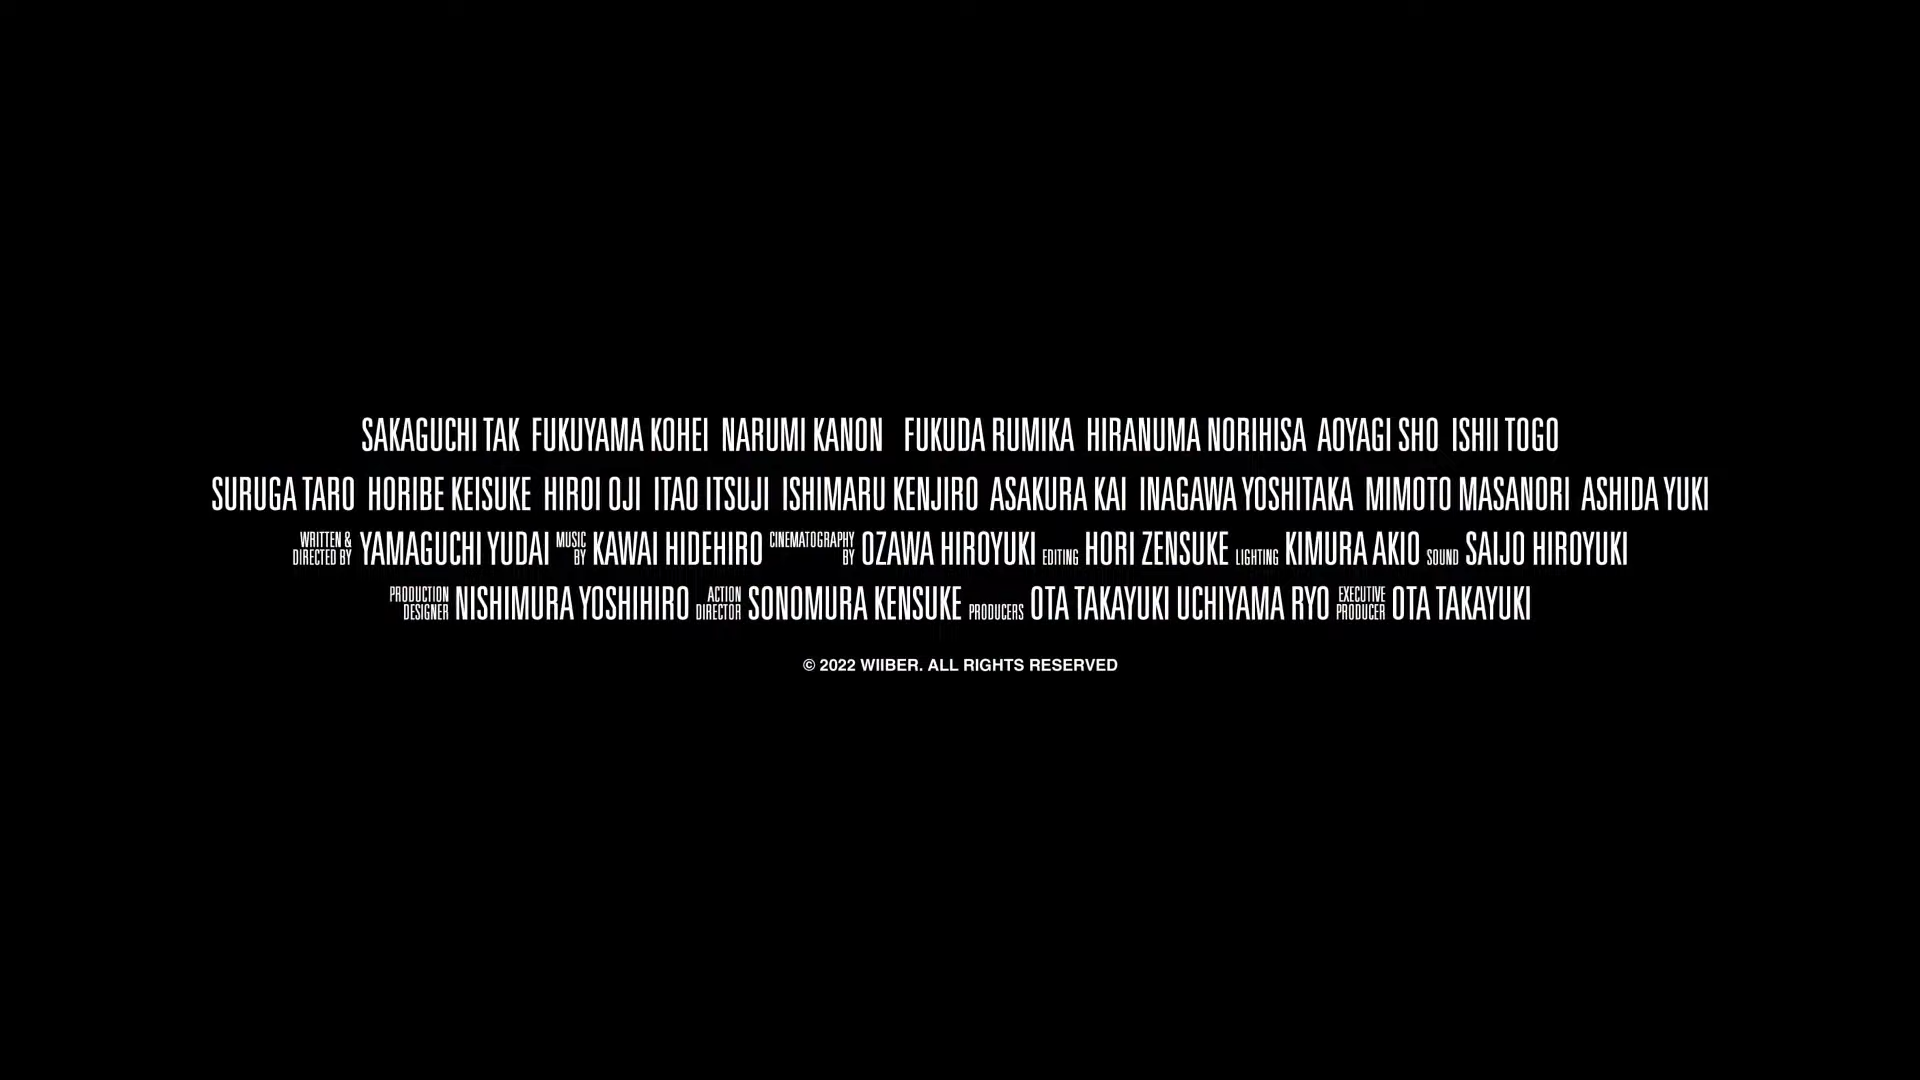 SAKAGUCHI TAK FUKUYAMA KOHEI NARUMI KANON FUKUDA RUMIKA HIRANUMA NORIHISA AOYAGI SHO ISHII TOGO
SURUGA TARO HORIBE KEISUKE HIROI OJI ITAO ITSUJI ISHIMARU KENJIRO ASAKURA KAI INAGAWA YOSHITAKA MIMOTO MASANORI ASHIDA YUKI
WRITTEN & DIRECTED BY YAMAGUCHI YUDAI MUSIC BY KAWAI HIDEHIRO CINEMATOGRAPHY BY OZAWA HIROYUKI EDITING HORI ZENSUKE LIGHTING KIMURA AKIO SOUND SAIJO HIROYUKI
PRODUCTION DESIGNER NISHIMURA YOSHIHIRO ACTION DIRECTOR SONOMURA KENSUKE PRODUCERS OTA TAKAYUKI UCHIYAMA RYO EXECUTIVE PRODUCER OTA TAKAYUKI
© 2022 WIIBER. ALL RIGHTS RESERVED